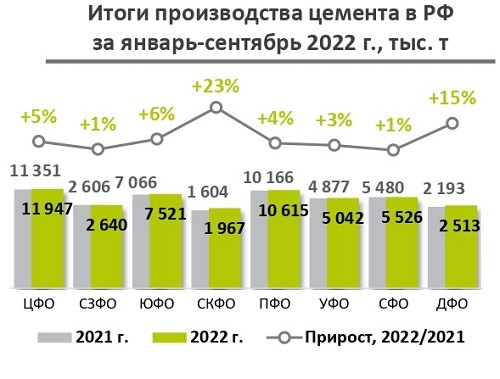 Итоги производства цемента в РФ
за январь-сентябрь 2022 г., тыс. т
+5% +1% +6% +23% +4% +3% +1% +15%
11 351 2 606 7 066 1 604 10 166 4 877 5 480 2 193
11 947 2 640 7 521 1 967 10 615 5 042 5 526 2 513
ЦФО СЗФО ЮФО СКФО ПФО УФО СФО ДФО
2021 г. 2022 г. Прирост, 2022/2021